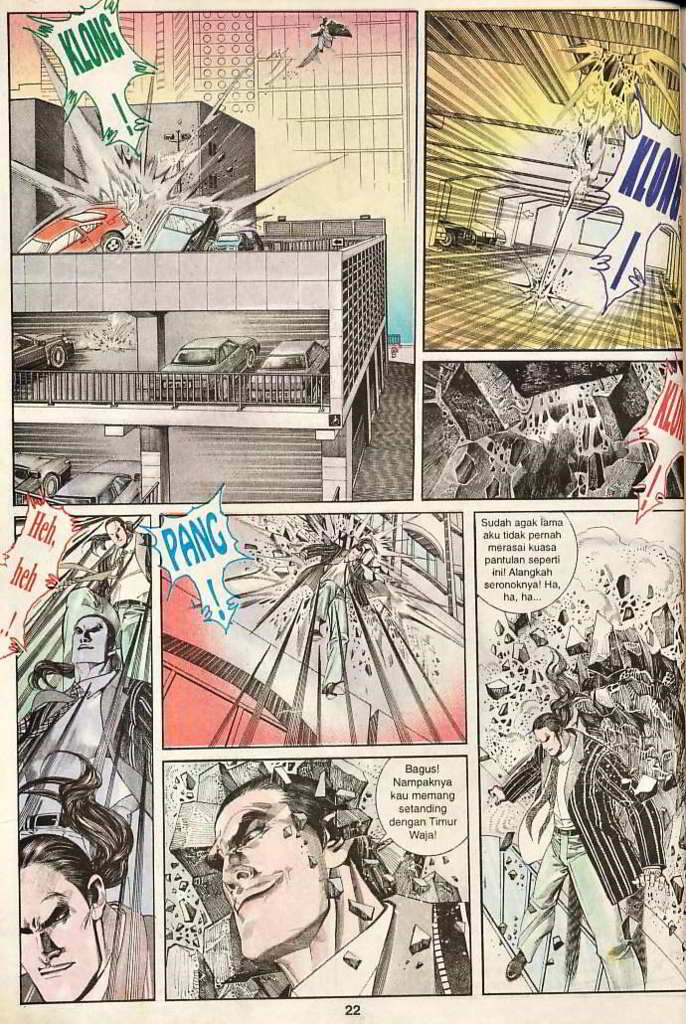 KLONG
!
KLONG
!
KLON
!
Heh,
heh
!
PANG
!
Sudah agak lama
aku tidak pernah
merasai kuasa
pantulan seperti
ini! Alangkah
seronoknya! Ha,
ha, ha...
Bagus!
Nampaknya
kau memang
setanding
dengan Timur
Waja!
22